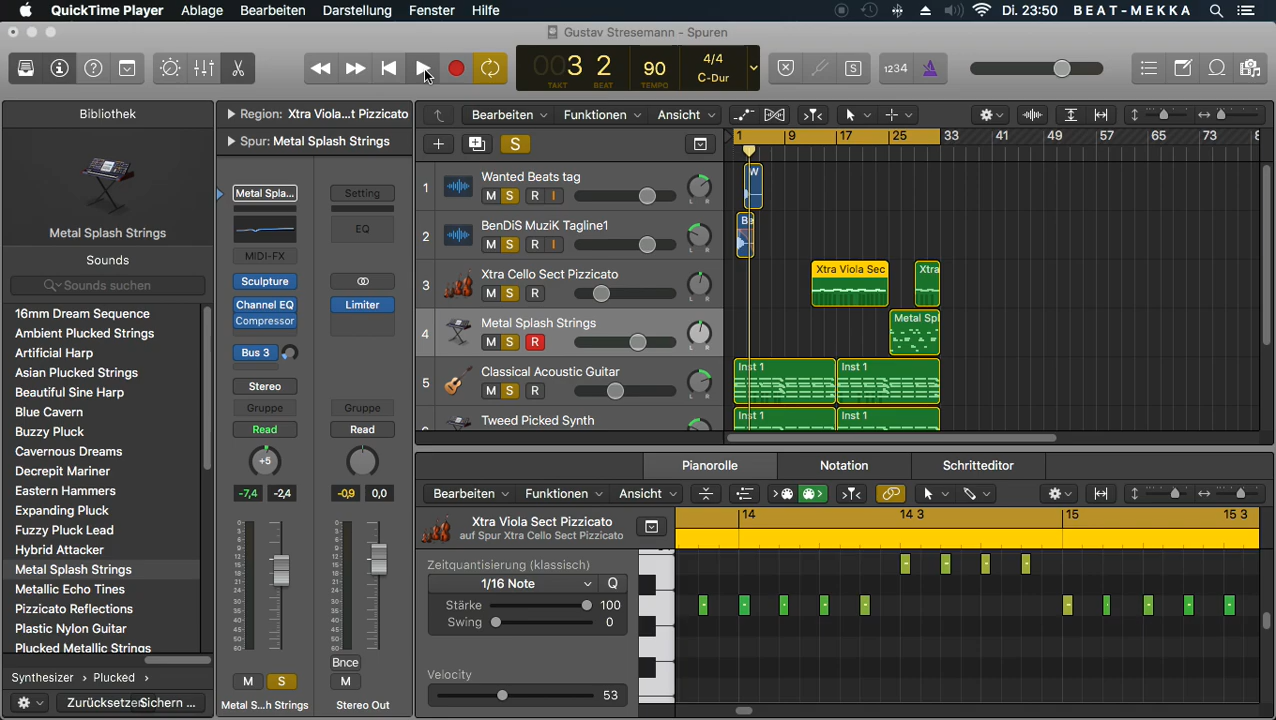 QuickTime Player Ablage Bearbeiten Darstellung Fenster Hilfe Di. 23:50 BEAT-MEKKA
Gustav Stresemann - Spuren
003 2 90 4/4
C-Dur
TAKT BEAT TEMPO
S 1234
Bibliothek
Metal Splash Strings
Sounds
Sounds suchen
16mm Dream Sequence
Ambient Plucked Strings
Artificial Harp
Asian Plucked Strings
Beautiful She Harp
Blue Cavern
Buzzy Pluck
Cavernous Drums
Decrepit Mariner
Eastern Hammers
Expanding Pluck
Fuzzy Pluck Lead
Hybrid Attacker
Metal Splash Strings
Metallic Echo Tines
Pizzicato Reflections
Plastic Nylon Guitar
Plucked Metallic Strings
Synthesizer > Plucked >
Zurücksetzen Sichern ...
Region: Xtra Viola...t Pizzicato
Spur: Metal Splash Strings
Metal Spla... Setting
EQ
MIDI-FX
Sculpture
Channel EQ Limiter
Compressor
Bus 3
Stereo
Gruppe Gruppe
Read Read
+5
-7,4 -2,4 -0,9 0,0
Bnce
M S M
Metal S...h Strings Stereo Out
Bearbeiten Funktionen Ansicht
S
1 9 17 25 33 41 49 57 65 73
1 Wanted Beats tag
M S R I
2 BenDiS MuziK Tagline1
M S R I
3 Xtra Cello Sect Pizzicato
M S R
4 Metal Splash Strings
M S R
5 Classical Acoustic Guitar
M S R
Tweed Picked Synth
W
Be
Xtra Viola Sec Xtra
Metal Spl
Inst 1 Inst 1
Inst 1 Inst 1
Pianorolle Notation Schritteditor
Bearbeiten Funktionen Ansicht
Xtra Viola Sect Pizzicato
auf Spur Xtra Cello Sect Pizzicato
14 14 3 15 15 3
Zeitquantisierung (klassisch)
1/16 Note Q
Stärke 100
Swing 0
Velocity
53